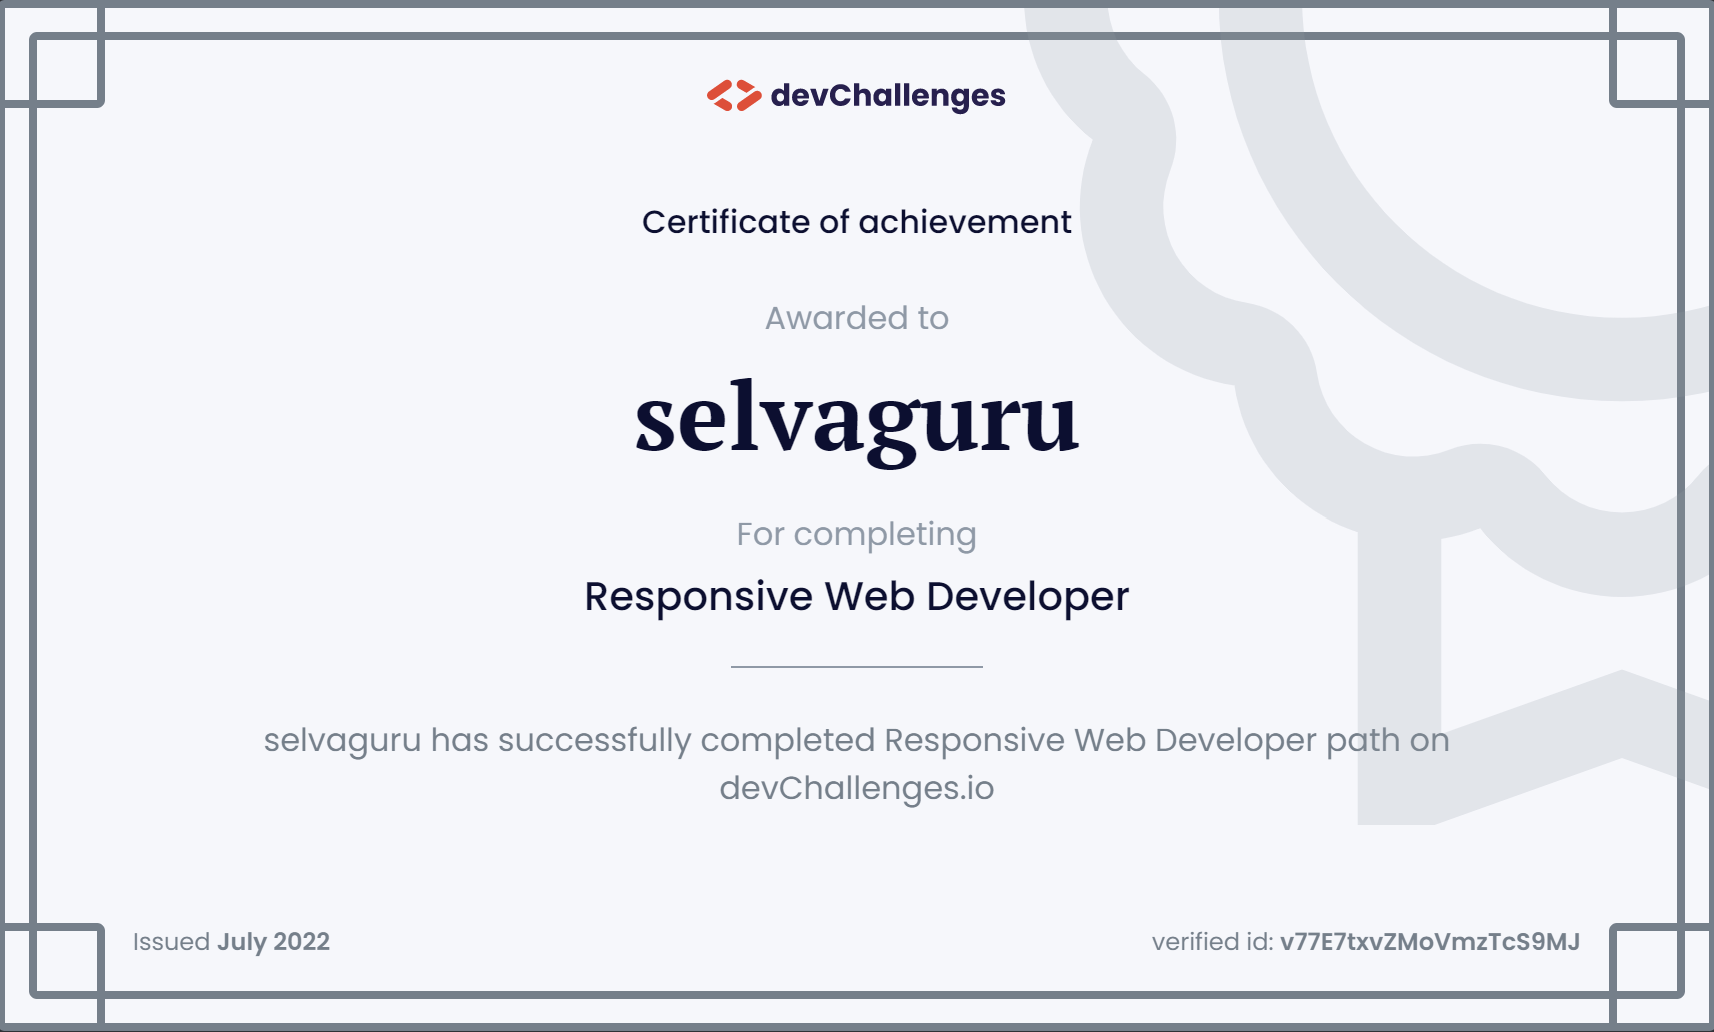 devChallenges
Certificate of achievement
Awarded to
selvaguru
For completing
Responsive Web Developer
selvaguru has successfully completed Responsive Web Developer path on
devChallenges.io
Issued July 2022
verified id: v77E7txvZMoVmzTcS9MJ